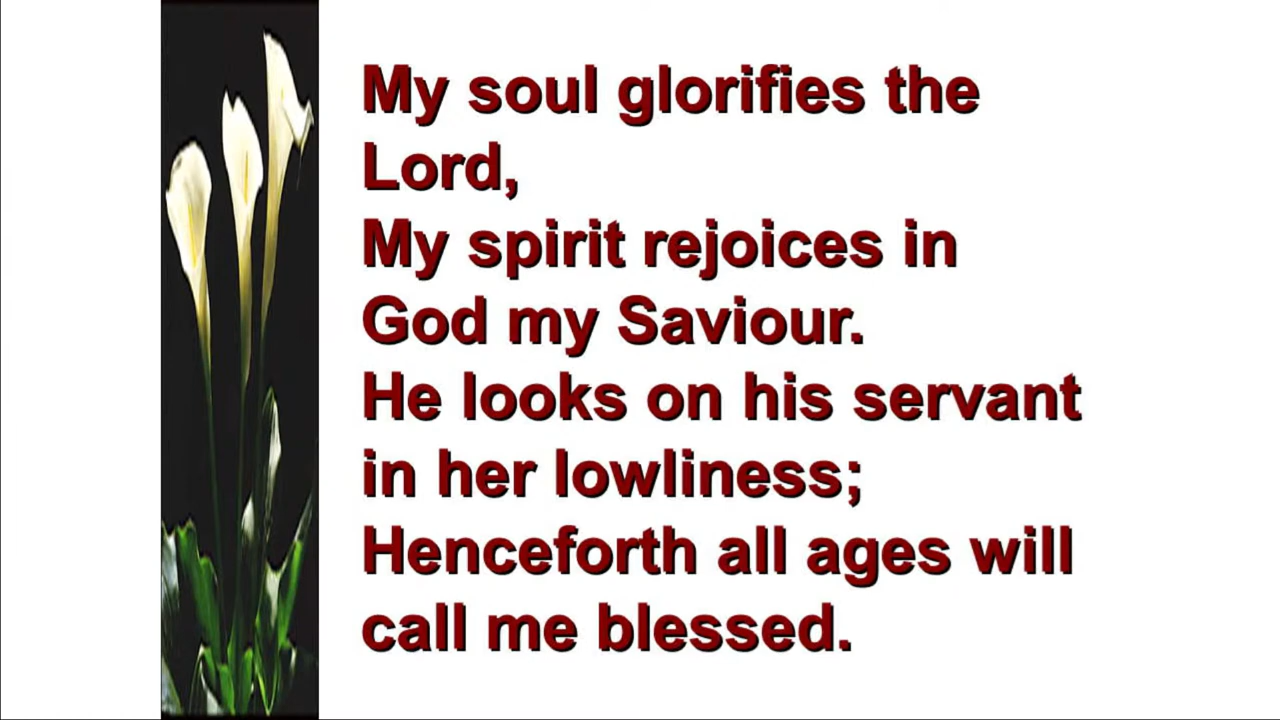 My soul glorifies the
Lord,
My spirit rejoices in
God my Saviour.
He looks on his servant
in her lowliness;
Henceforth all ages will
call me blessed.